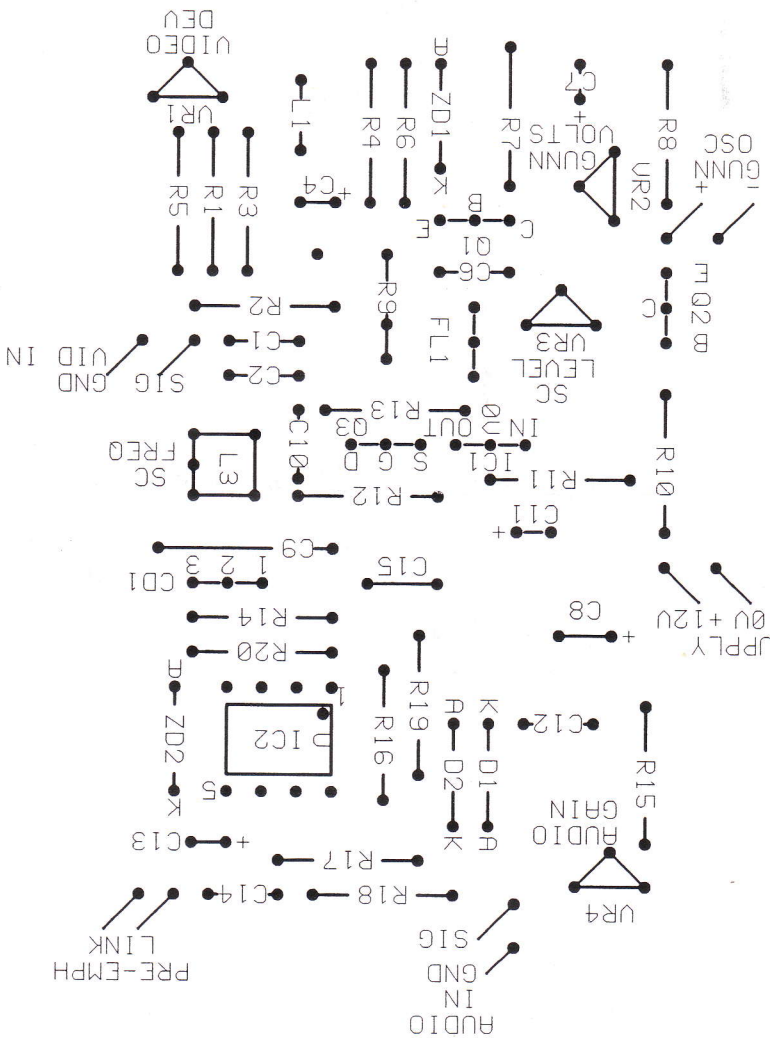 VIDEO
DEV
VR1
L1
R4
R6
A
ZD1
K
R7
C7
+
GUNN
VOLTS
VR2
R8
GUNN
OSC
+
-
R5
R1
R3
+
C4
E
B
C
Q1
C6
R9
FL1
R2
C1
C2
VID IN
GND
SIG
VR3
SC
LEVEL
E
Q2
B
C
R13
Q3
D
G
S
OUT
0V
IN
IC1
SC
FREQ
L3
C10
R12
R11
R10
C11
+
C9
CD1
3
2
1
C15
R14
R20
C8
+
UPPLY
0V
+12V
A
ZD2
K
1
IC2
U
5
R16
R19
A
D2
K
K
D1
A
C12
R15
C13
+
R17
R18
C14
AUDIO
GAIN
VR4
PRE-EMPH
LINK
AUDIO
IN
GND
SIG